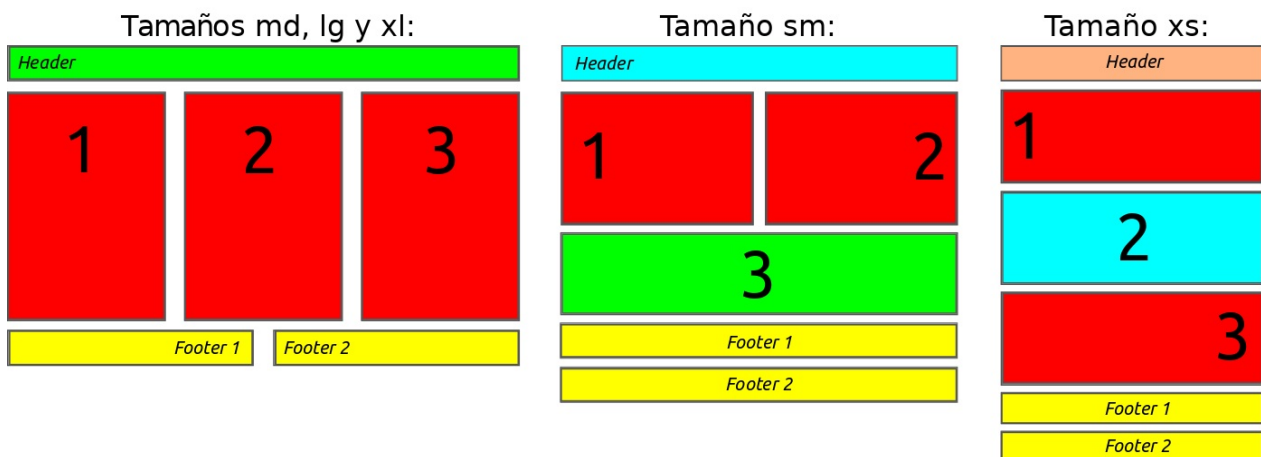 Tamaños md, lg y xl:
Header
1 2 3
Footer 1 Footer 2
Tamaño sm:
Header
1 2
3
Footer 1
Footer 2
Tamaño xs:
Header
1
2
3
Footer 1
Footer 2